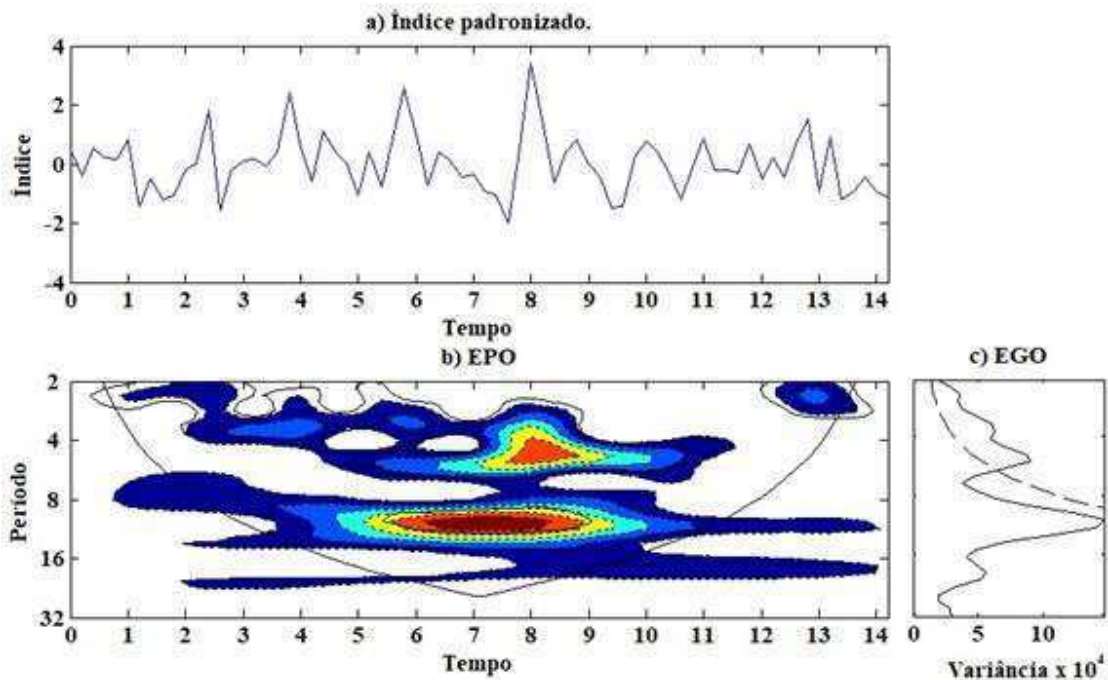 a) Índice padronizado.
4
2
0
-2
-4
Índice
0 1 2 3 4 5 6 7 8 9 10 11 12 13 14
Tempo
b) EPO
2
4
8
16
32
Período
0 1 2 3 4 5 6 7 8 9 10 11 12 13 14
Tempo
c) EGO
0 5 10
Variância x 10^4